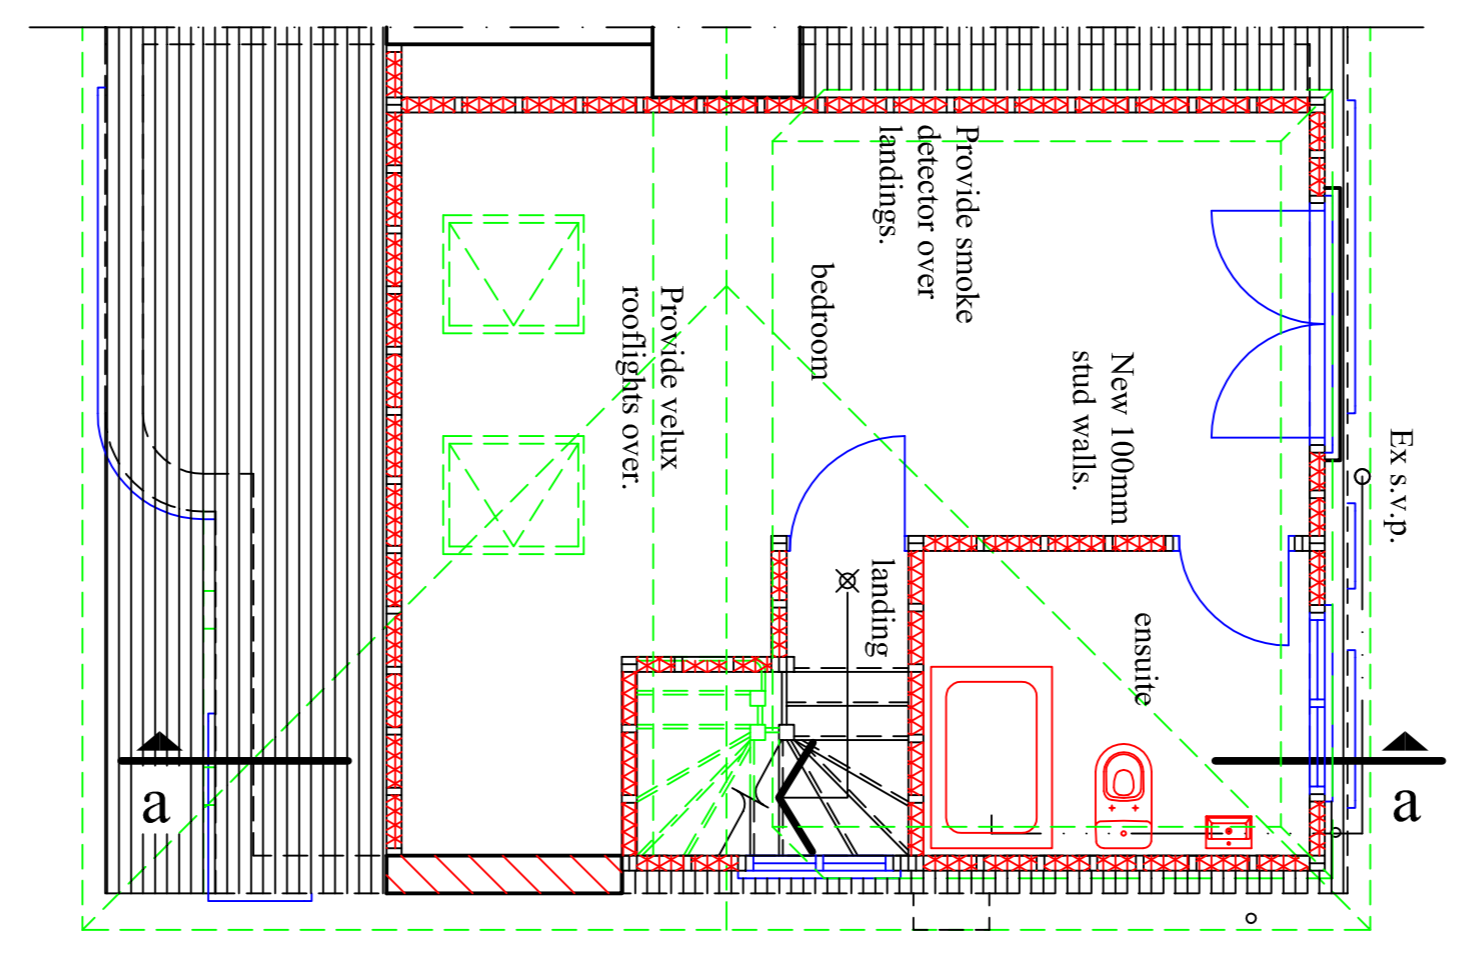 Provide smoke
detector over
landings.
bedroom
Provide velux
rooflights over.
New 100mm
stud walls.
Ex s.v.p.
landing
ensuite
a
a